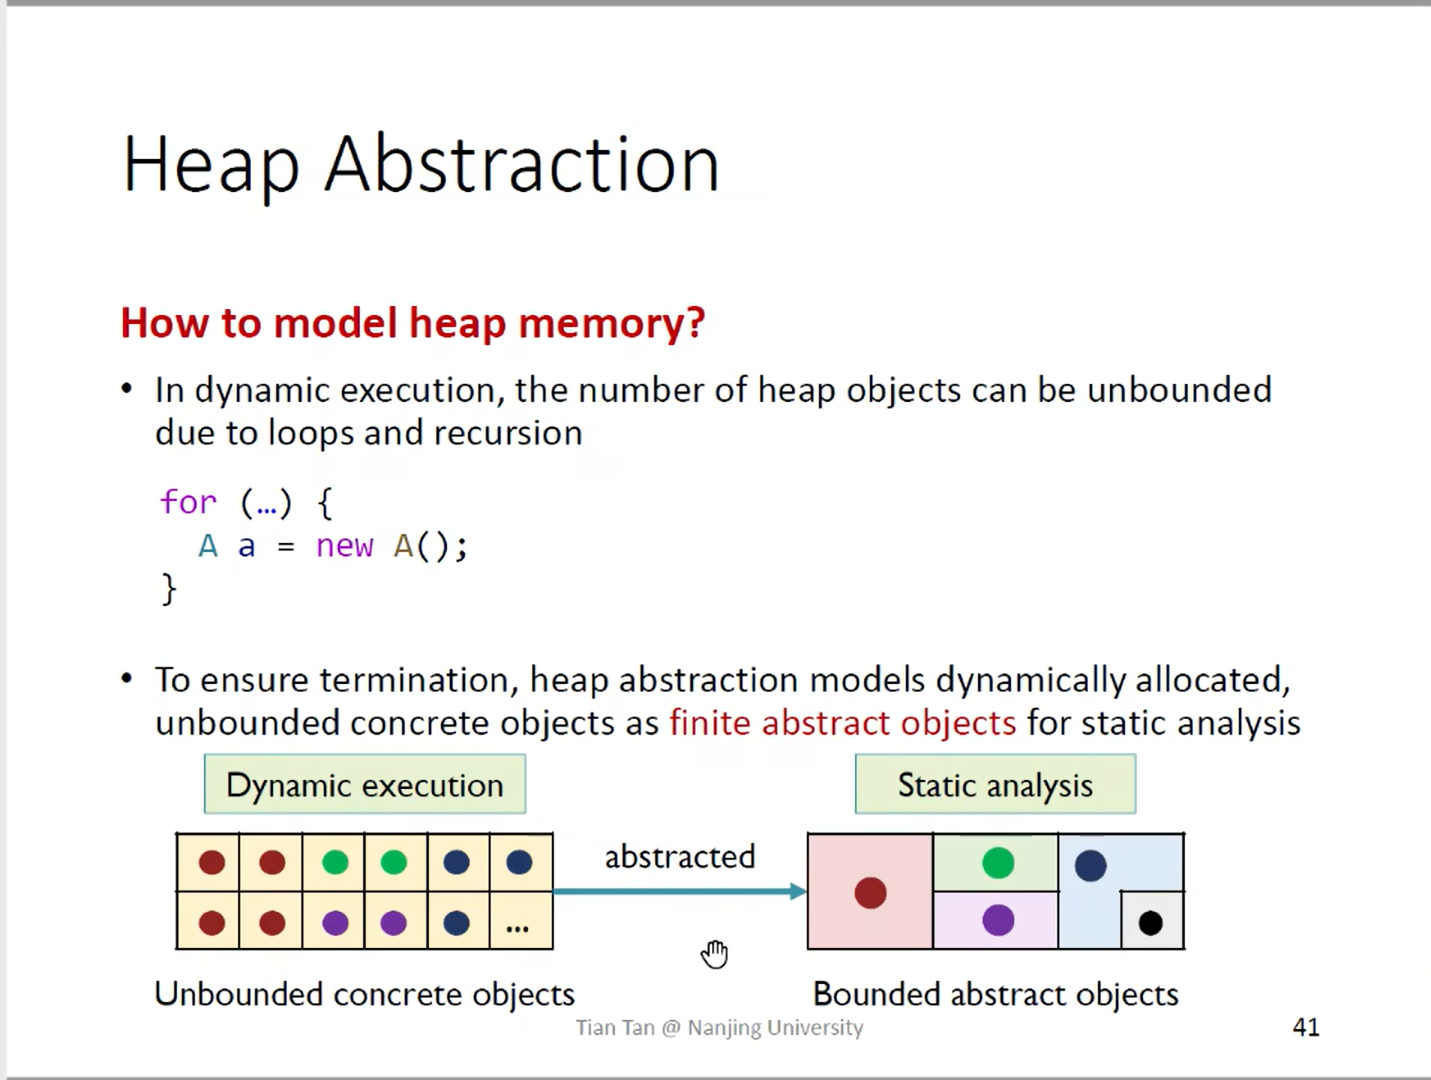 Heap Abstraction
How to model heap memory?
• In dynamic execution, the number of heap objects can be unbounded
due to loops and recursion
for (…) {
A a = new A();
}
• To ensure termination, heap abstraction models dynamically allocated,
unbounded concrete objects as finite abstract objects for static analysis
Dynamic execution
Static analysis
abstracted
...
Unbounded concrete objects
Bounded abstract objects
Tian Tan @ Nanjing University
41